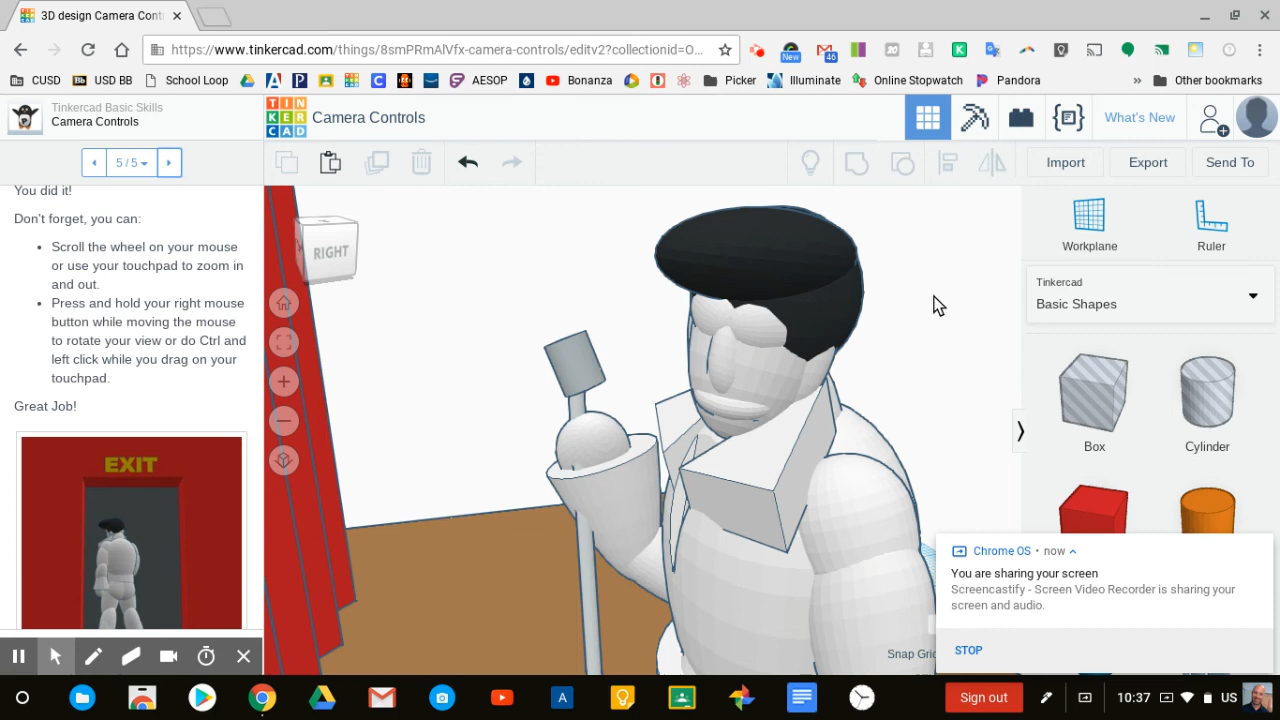 3D design Camera Cont
https://www.tinkercad.com/things/8smPRmAlVfx-camera-controls/editv2?collectionid=O...
New
46
CUSD
USD BB
School Loop
AESOP
Bonanza
Picker
Illuminate
Online Stopwatch
Pandora
»
Other bookmarks
Tinkercad Basic Skills
Camera Controls
TIN
KER
CAD
Camera Controls
What's New
5 / 5
Import
Export
Send To
You did it!
Don't forget, you can:
• Scroll the wheel on your mouse
or use your touchpad to zoom in
and out.
• Press and hold your right mouse
button while moving the mouse
to rotate your view or do Ctrl and
left click while you drag on your
touchpad.
Great Job!
EXIT
RIGHT
Workplane
Ruler
Tinkercad
Basic Shapes
Box
Cylinder
Snap Grid
Chrome OS • now
You are sharing your screen
Screencastify - Screen Video Recorder is sharing your
screen and audio.
STOP
Sign out
10:37
US